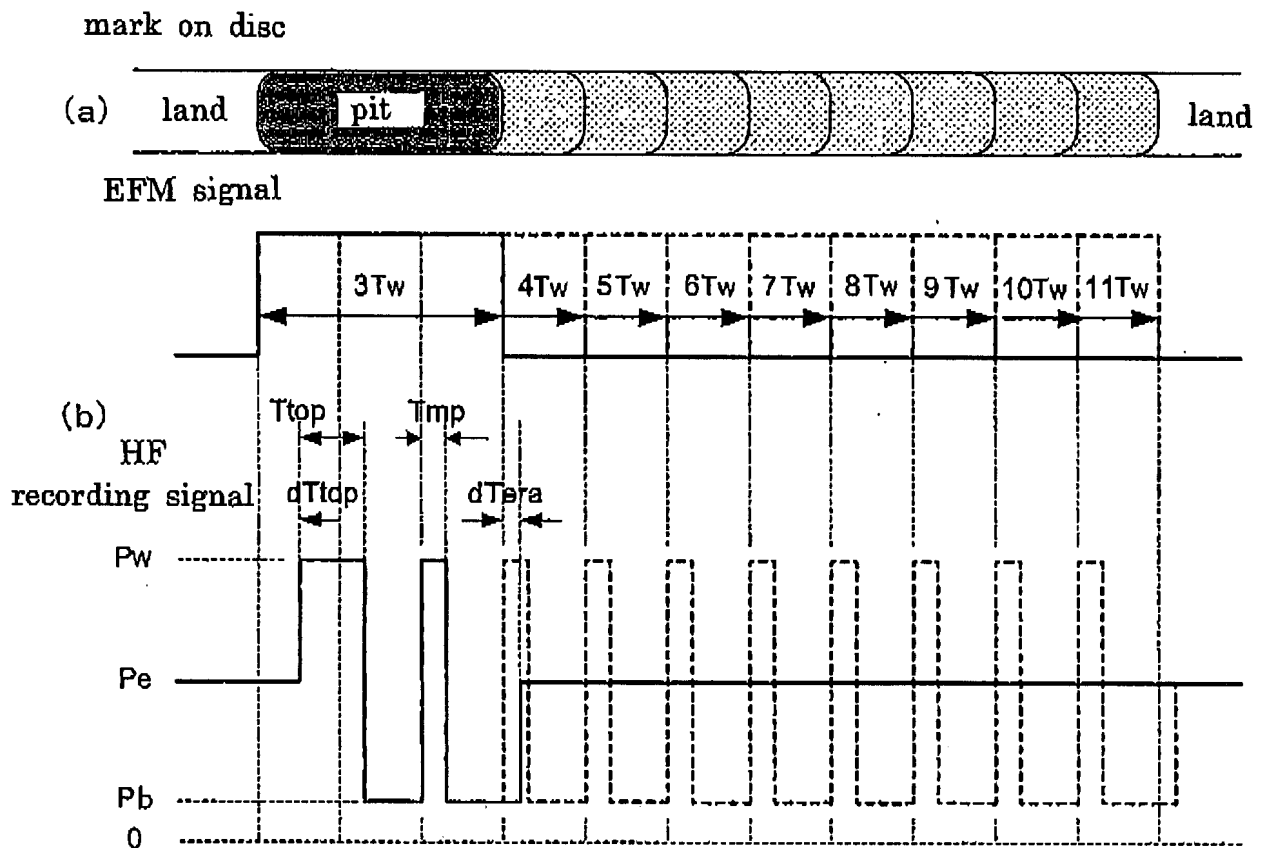 mark on disc
(a) land pit land
EFM signal
3Tw 4Tw 5Tw 6Tw 7Tw 8Tw 9Tw 10Tw 11Tw
(b) Ttop Tmp
HF
recording signal dTtop dTera
Pw
Pe
Pb
0